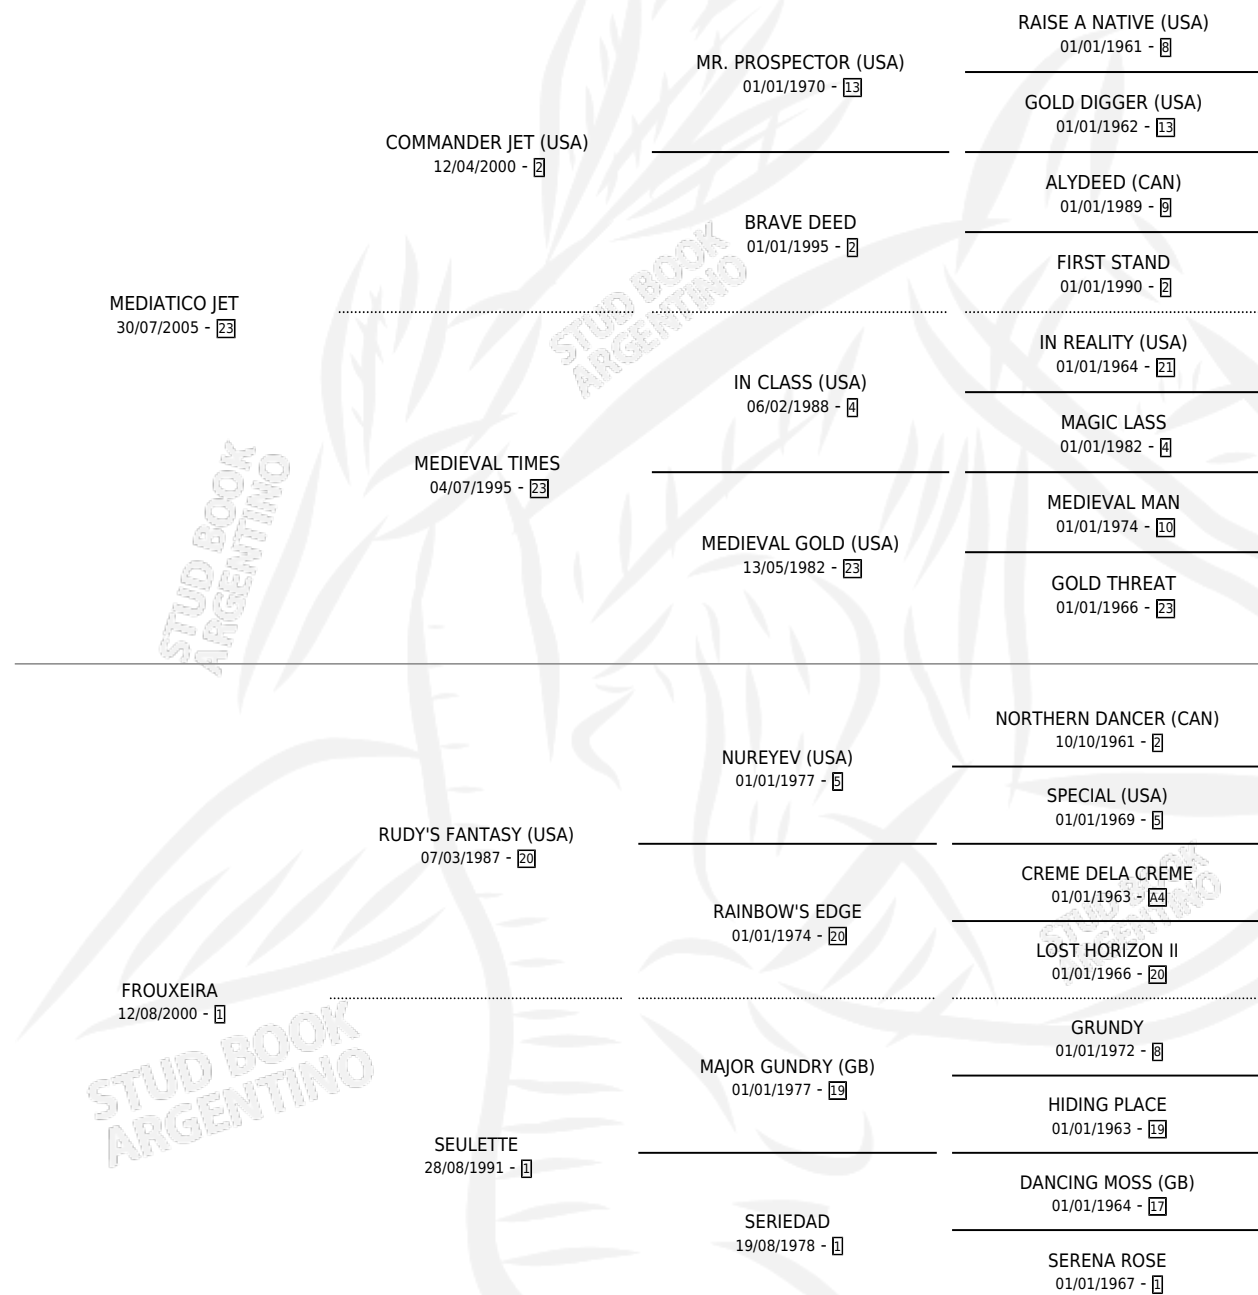 RAISE A NATIVE (USA)
01/01/1961 - 8
MR. PROSPECTOR (USA)
01/01/1970 - 13
GOLD DIGGER (USA)
01/01/1962 - 13
COMMANDER JET (USA)
12/04/2000 - 2
ALYDEED (CAN)
01/01/1989 - 9
BRAVE DEED
01/01/1995 - 2
FIRST STAND
01/01/1990 - 2
MEDIATICO JET
30/07/2005 - 23
IN REALITY (USA)
01/01/1964 - 21
IN CLASS (USA)
06/02/1988 - 4
MAGIC LASS
01/01/1982 - 4
MEDIEVAL TIMES
04/07/1995 - 23
MEDIEVAL MAN
01/01/1974 - 10
MEDIEVAL GOLD (USA)
13/05/1982 - 23
GOLD THREAT
01/01/1966 - 23
NORTHERN DANCER (CAN)
10/10/1961 - 2
NUREYEV (USA)
01/01/1977 - 5
SPECIAL (USA)
01/01/1969 - 5
RUDY'S FANTASY (USA)
07/03/1987 - 20
CREME DELA CREME
01/01/1963 - A4
RAINBOW'S EDGE
01/01/1974 - 20
LOST HORIZON II
01/01/1966 - 20
FROUXEIRA
12/08/2000 - 1
GRUNDY
01/01/1972 - 8
MAJOR GUNDRY (GB)
01/01/1977 - 19
HIDING PLACE
01/01/1963 - 19
SEULETTE
28/08/1991 - 1
DANCING MOSS (GB)
01/01/1964 - 17
SERIEDAD
19/08/1978 - 1
SERENA ROSE
01/01/1967 - 1
STUD BOOK
ARGENTINO
STUD BOOK
ARGENTINO
STUD BOOK
ARGENTINO
STUD BOOK
ARGENTINO